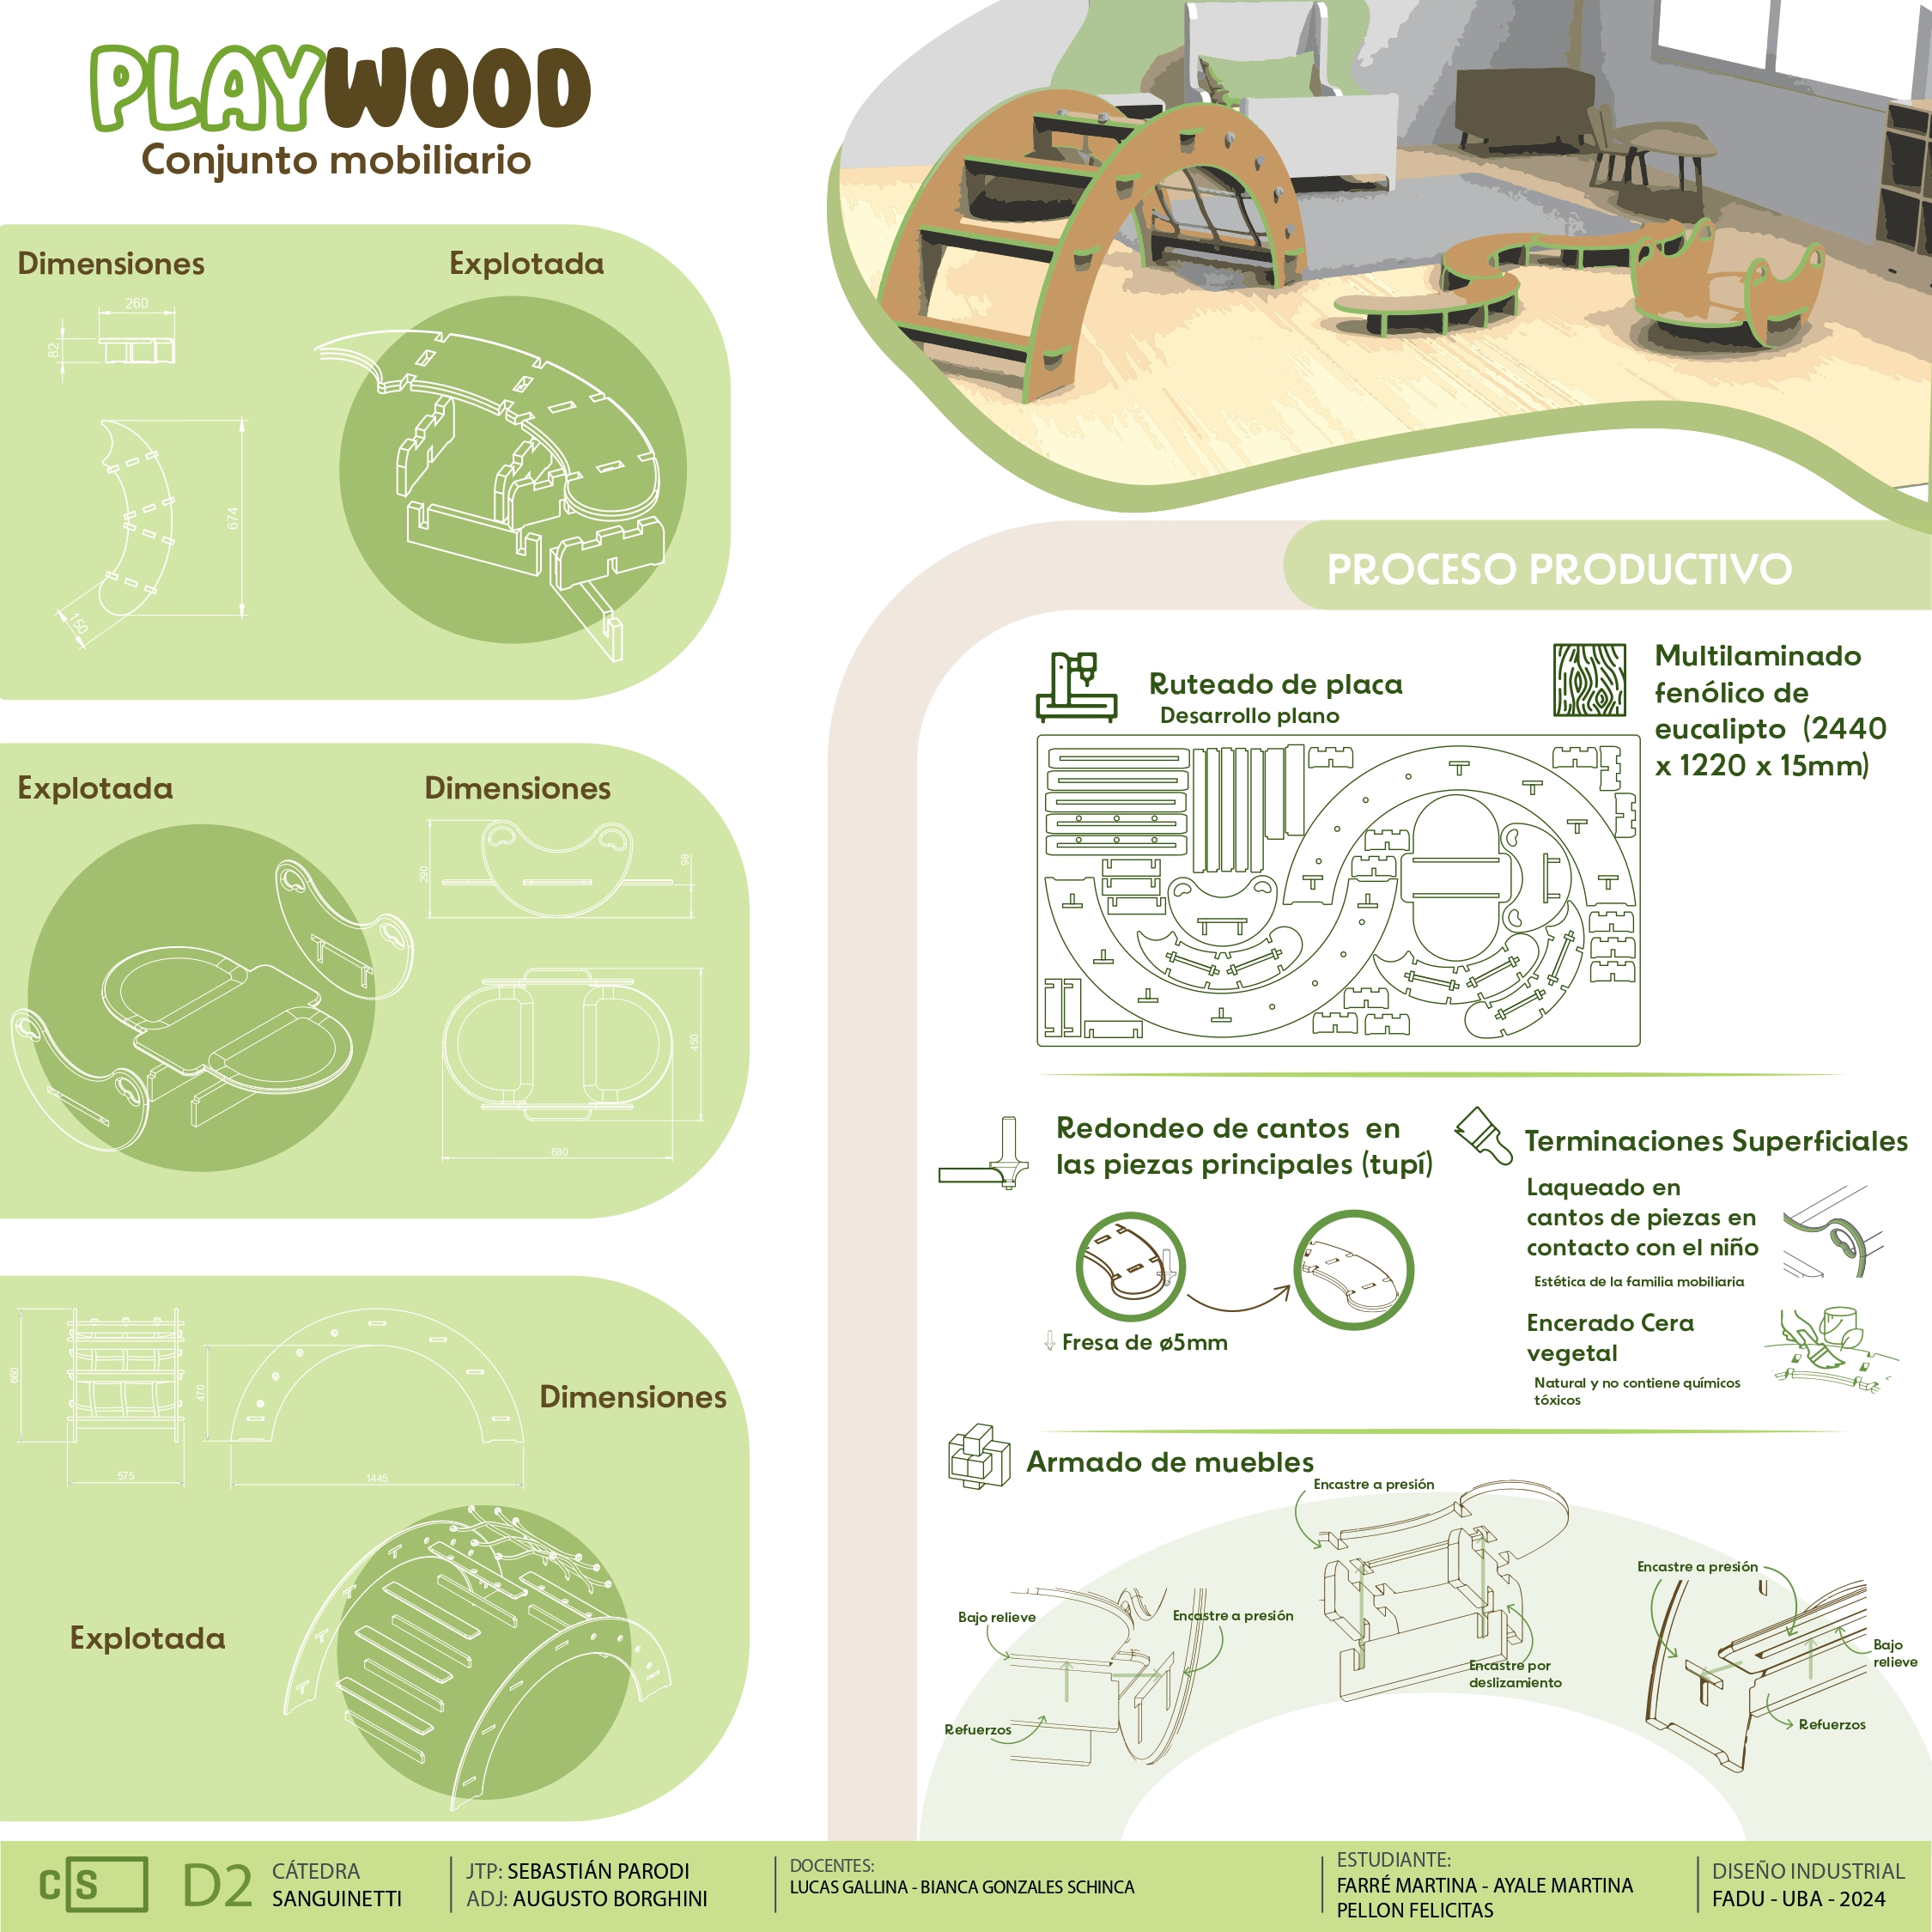 PLAYWOOD
Conjunto mobiliario
Dimensiones
Explotada
260
82
674
150
Explotada
Dimensiones
290
98
450
680
660
470
575
1445
Dimensiones
Explotada
PROCESO PRODUCTIVO
Ruteado de placa
Desarrollo plano
Multilaminado
fenólico de
eucalipto (2440
x 1220 x 15mm)
Redondeo de cantos en
las piezas principales (tupí)
Fresa de ø5mm
Terminaciones Superficiales
Laqueado en
cantos de piezas en
contacto con el niño
Estética de la familia mobiliaria
Encerado Cera
vegetal
Natural y no contiene químicos
tóxicos
Armado de muebles
Encastre a presión
Bajo relieve
Encastre a presión
Refuerzos
Encastre por
deslizamiento
Encastre a presión
Bajo
relieve
Refuerzos
C|S
D2
CÁTEDRA
SANGUINETTI
JTP: SEBASTIÁN PARODI
ADJ: AUGUSTO BORGHINI
DOCENTES:
LUCAS GALLINA - BIANCA GONZALES SCHINCA
ESTUDIANTE:
FARRÉ MARTINA - AYALE MARTINA
PELLON FELICITAS
DISEÑO INDUSTRIAL
FADU - UBA - 2024